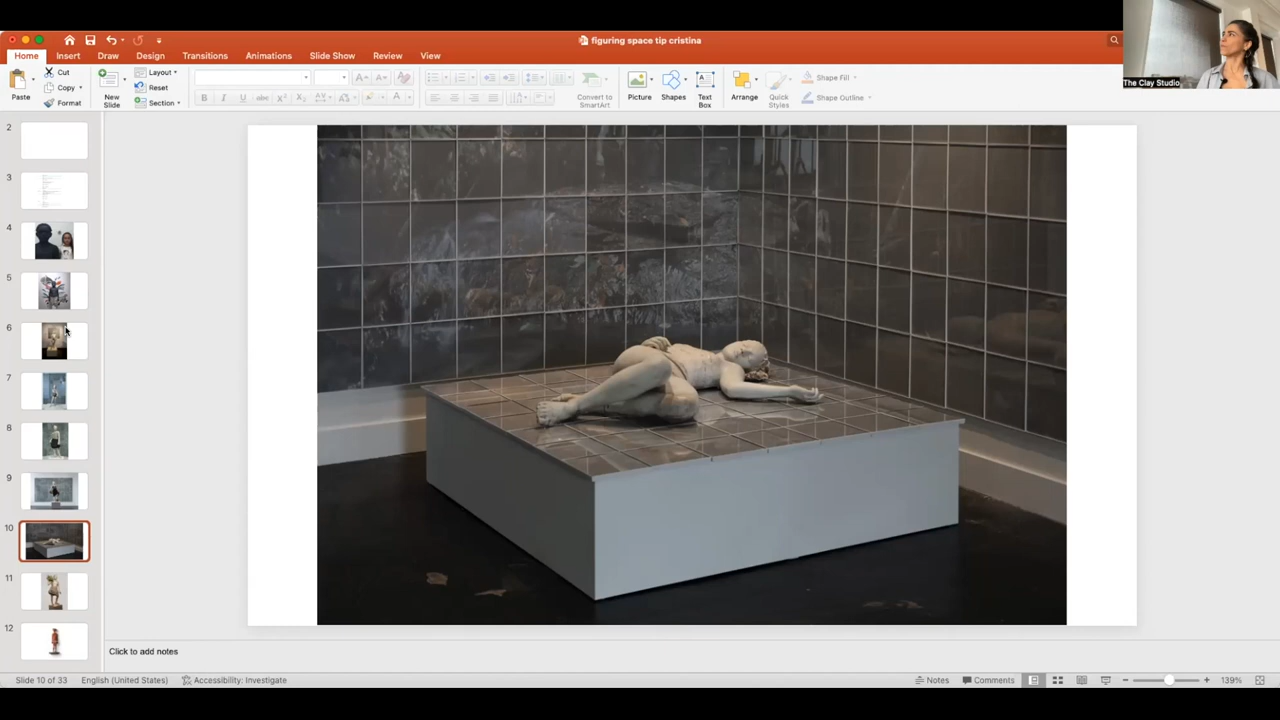 figuring space tip cristina
Home Insert Draw Design Transitions Animations Slide Show Review View
Paste
Cut
Copy
Format
New
Slide
Layout
Reset
Section
Convert to
SmartArt
Picture
Shapes
Text
Box
Arrange
Quick
Styles
Shape Fill
Shape Outline
The Clay Studio
2
3
4
5
6
7
8
9
10
11
12
Click to add notes
Slide 10 of 33 English (United States) Accessibility: Investigate Notes Comments 139%